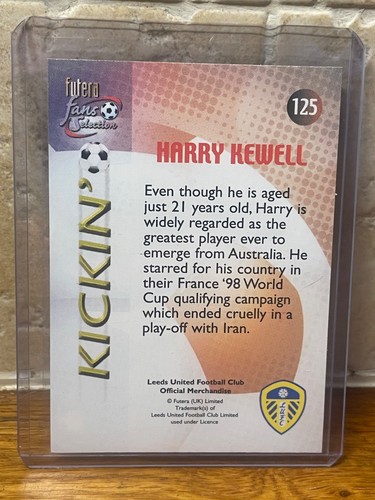 futera
fans
Selection
125
KICKIN'
HARRY KEWELL
Even though he is aged
just 21 years old, Harry is
widely regarded as the
greatest player ever to
emerge from Australia. He
starred for his country in
their France '98 World
Cup qualifying campaign
which ended cruelly in a
play-off with Iran.
Leeds United Football Club
Official Merchandise
© Futera (UK) Limited
Trademark(s) of
Leeds United Football Club Limited
used under Licence
LUFC